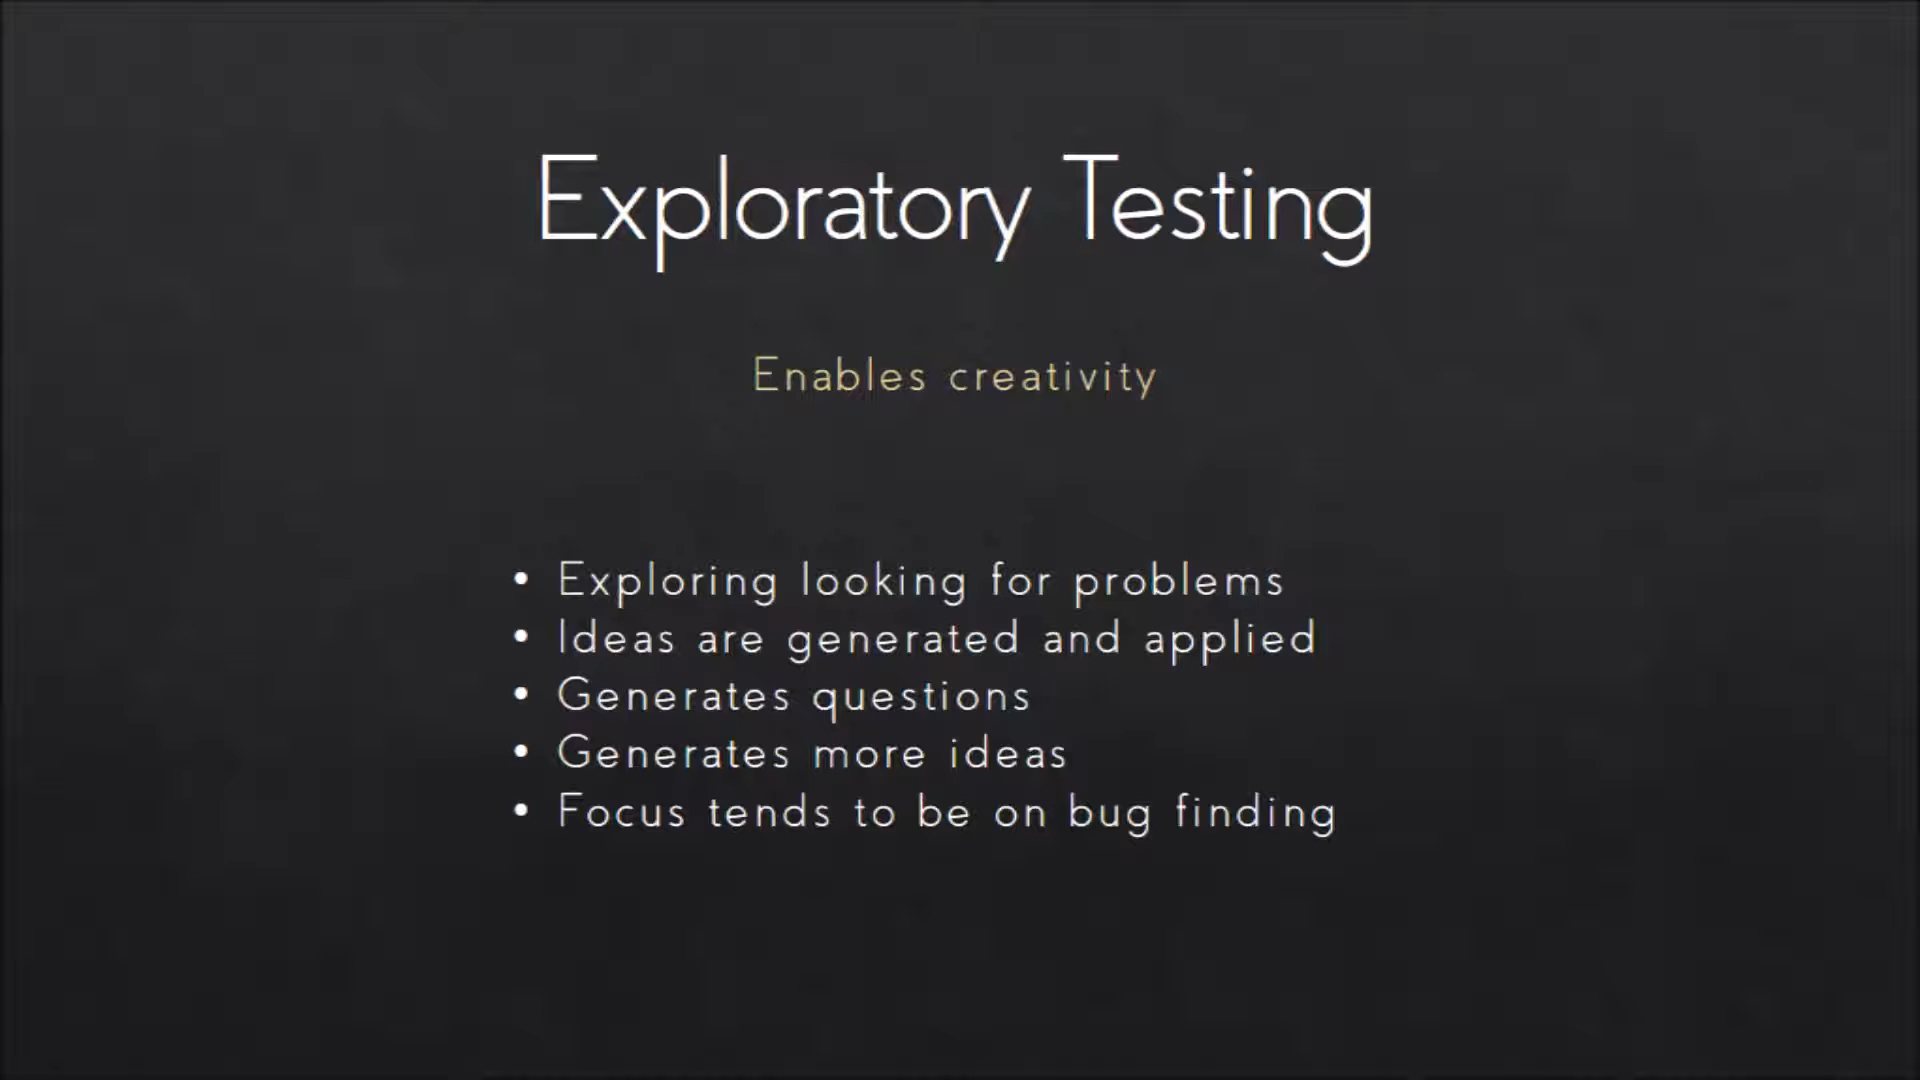 Exploratory Testing
Enables creativity
• Exploring looking for problems
• Ideas are generated and applied
• Generates questions
• Generates more ideas
• Focus tends to be on bug finding